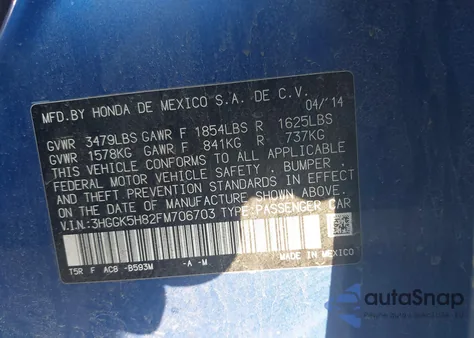 MFD.BY HONDA DE MEXICO S.A. DE C.V.
04/'14
GVWR 3479LBS GAWR F 1854LBS R 1625LBS
GVWR 1578KG GAWR F 841KG R 737KG
THIS VEHICLE CONFORMS TO ALL APPLICABLE
FEDERAL MOTOR VEHICLE SAFETY , BUMPER ,
AND THEFT PREVENTION STANDARDS IN EFFECT
ON THE DATE OF MANUFACTURE SHOWN ABOVE.
V.I.N:3HGGK5H82FM706703 TYPE:PASSENGER CAR
T5R F AC8 -B593M -A -M MADE IN MEXICO
autoSnap